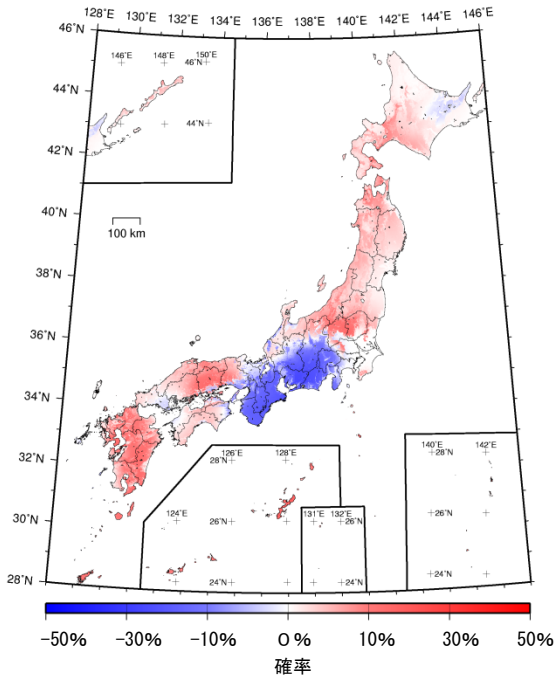 128°E 130°E 132°E 134°E 136°E 138°E 140°E 142°E 144°E 146°E
46°N
146°E 148°E 150°E
46°N
44°N
44°N
42°N
40°N
100 km
38°N
36°N
34°N
32°N
126°E 128°E
28°N
140°E 142°E
28°N
30°N
124°E
26°N
131°E 132°E
26°N
26°N
28°N
24°N
24°N
24°N
-50% -30% -10% 0% 10% 30% 50%
確率